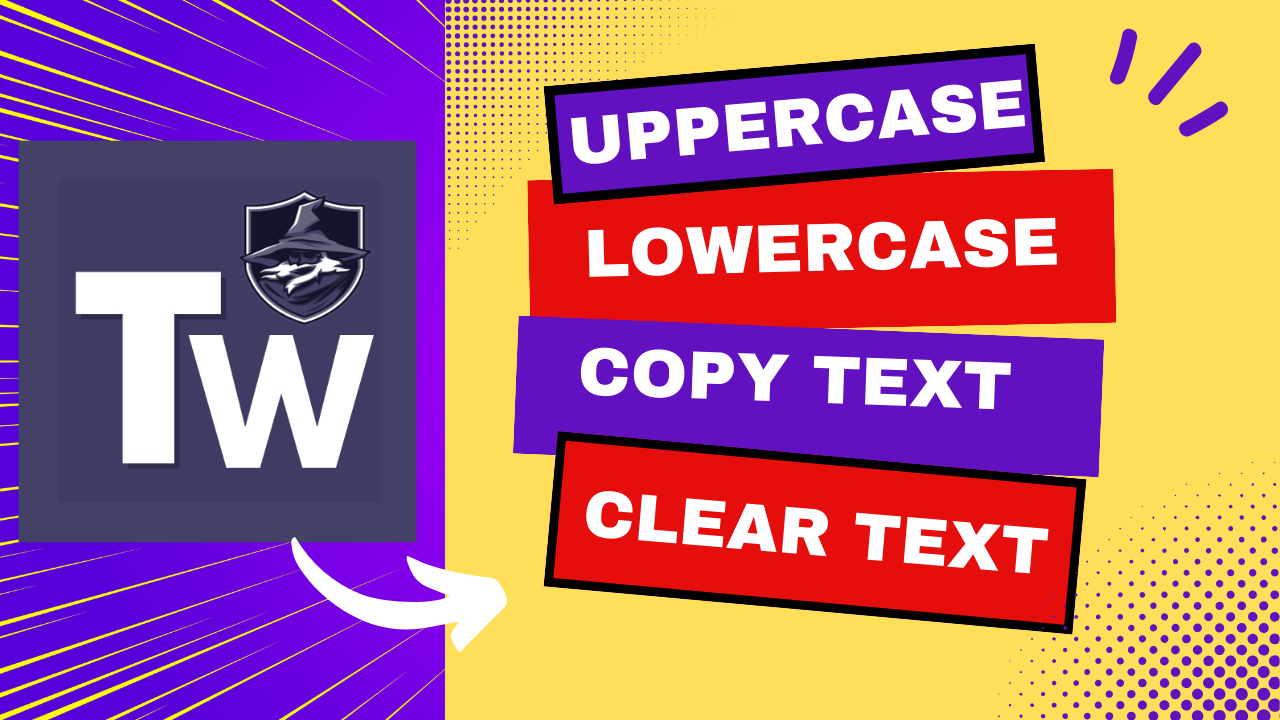 TW
UPPERCASE
LOWERCASE
COPY TEXT
CLEAR TEXT